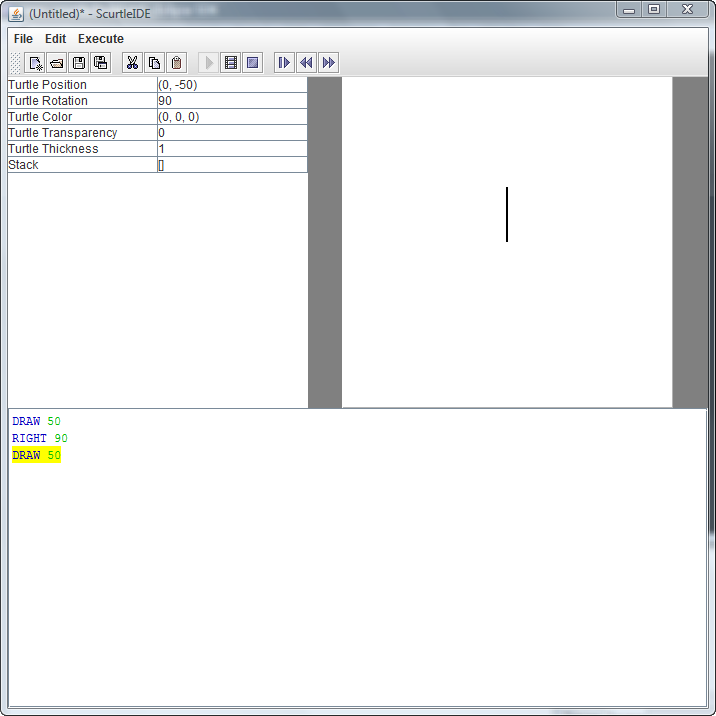 (Untitled)* - ScurtleIDE
File Edit Execute
Turtle Position (0, -50)
Turtle Rotation 90
Turtle Color (0, 0, 0)
Turtle Transparency 0
Turtle Thickness 1
Stack []
DRAW 50
RIGHT 90
DRAW 50